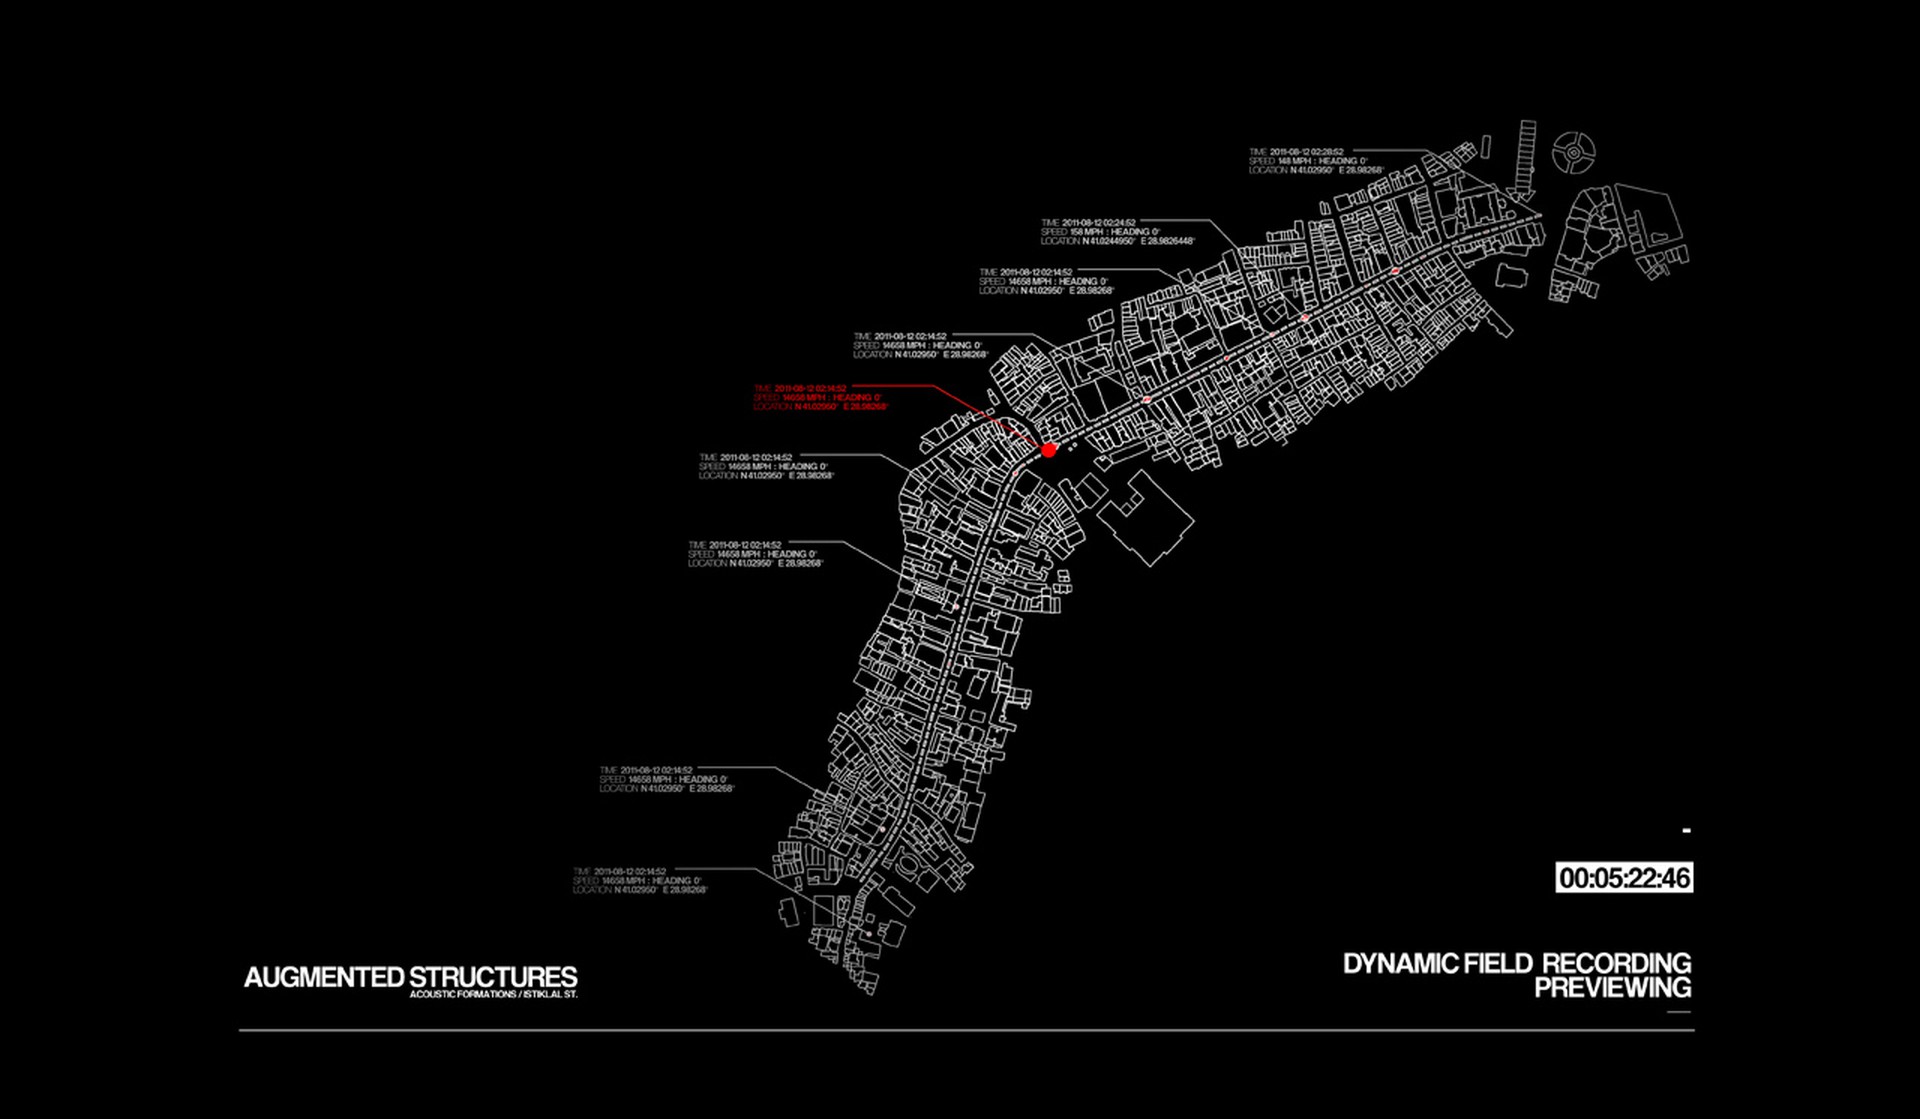 TIME 2011-08-12 02:28:52
SPEED 148 MPH : HEADING 0°
LOCATION N 41.02950° E 28.98268°
TIME 2011-08-12 02:24:52
SPEED 158 MPH : HEADING 0°
LOCATION N 41.0244950° E 28.9826448°
TIME 2011-08-12 02:14:52
SPEED 14658 MPH : HEADING 0°
LOCATION N 41.02950° E 28.98268°
TIME 2011-08-12 02:14:52
SPEED 14658 MPH : HEADING 0°
LOCATION N 41.02950° E 28.98268°
TIME 2011-08-12 02:14:52
SPEED 14658 MPH : HEADING 0°
LOCATION N 41.02950° E 28.98268°
TIME 2011-08-12 02:14:52
SPEED 14658 MPH : HEADING 0°
LOCATION N 41.02950° E 28.98268°
TIME 2011-08-12 02:14:52
SPEED 14658 MPH : HEADING 0°
LOCATION N 41.02950° E 28.98268°
TIME 2011-08-12 02:14:52
SPEED 14658 MPH : HEADING 0°
LOCATION N 41.02950° E 28.98268°
TIME 2011-08-12 02:14:52
SPEED 14658 MPH : HEADING 0°
LOCATION N 41.02950° E 28.98268°
-
00:05:22:46
AUGMENTED STRUCTURES
ACOUSTIC FORMATIONS / ISTIKLAL ST.
DYNAMIC FIELD RECORDING
PREVIEWING